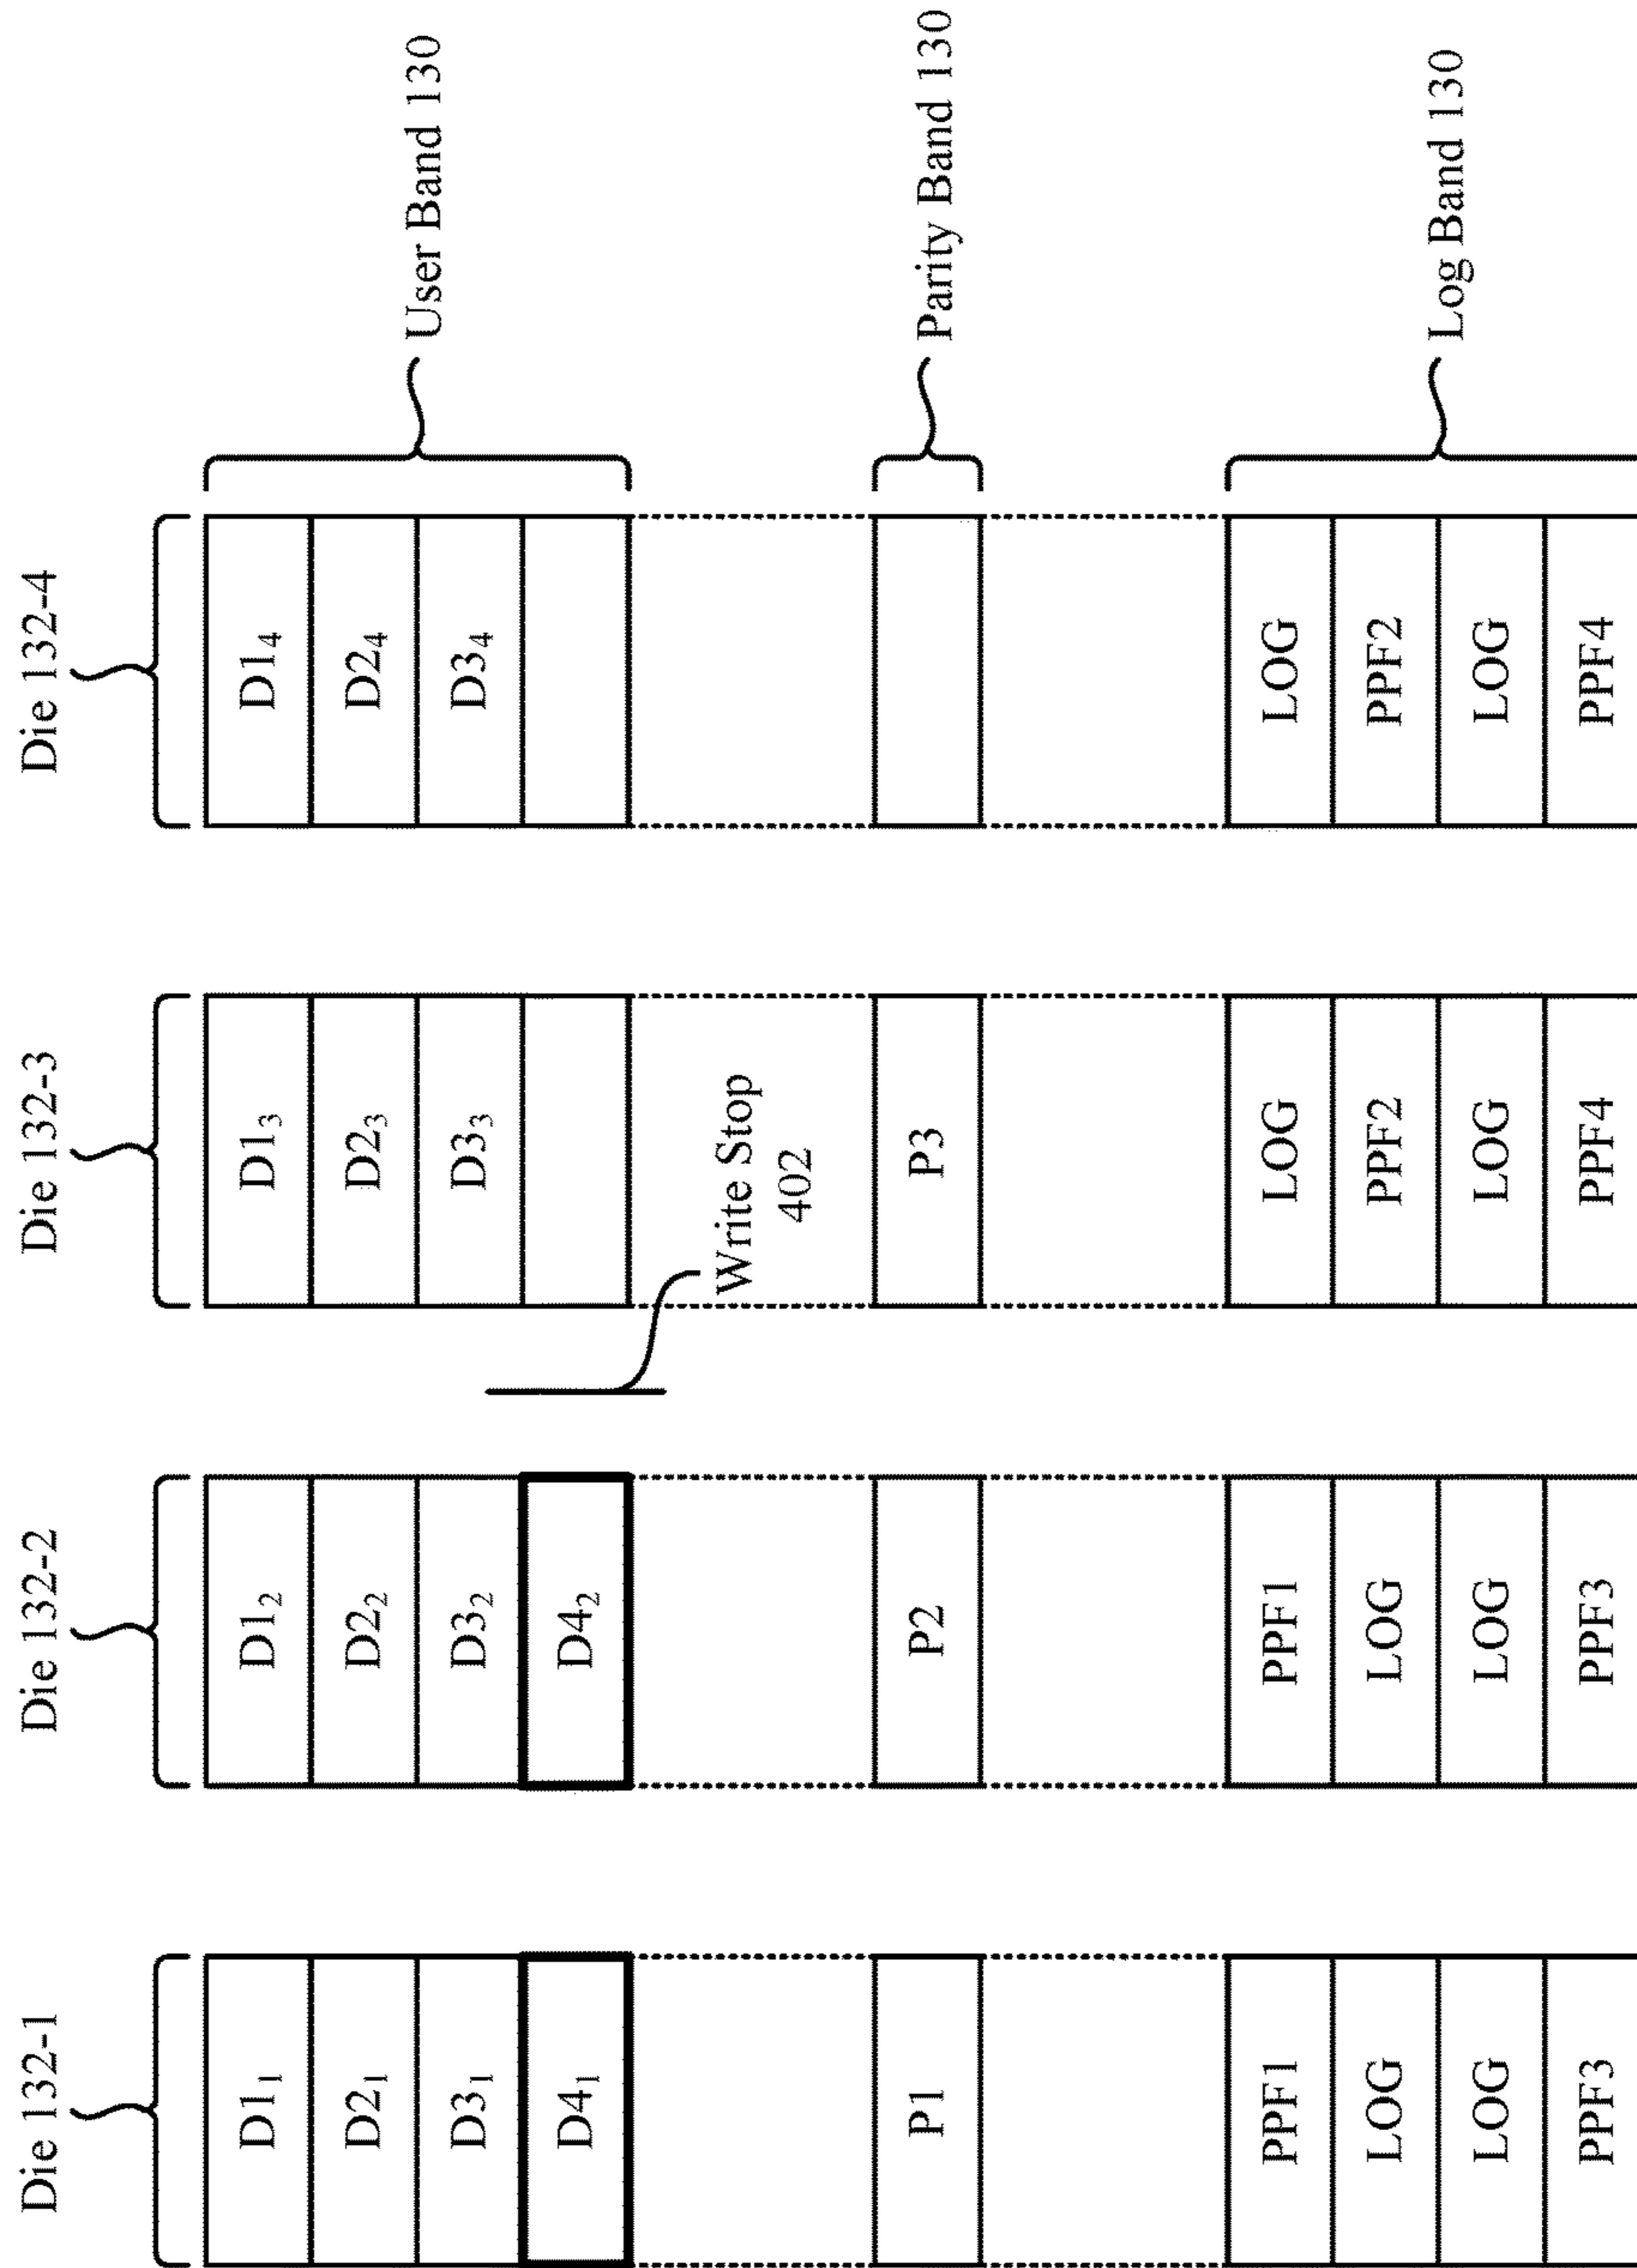 Die 132-1
Die 132-2
Die 132-3
Die 132-4
D1₁
D1₂
D1₃
D1₄
D2₁
D2₂
D2₃
D2₄
D3₁
D3₂
D3₃
D3₄
D4₁
D4₂
User Band 130
Write Stop
402
P1
P2
P3
Parity Band 130
PPF1
PPF1
LOG
LOG
LOG
LOG
PPF2
PPF2
LOG
LOG
LOG
LOG
PPF3
PPF3
PPF4
PPF4
Log Band 130